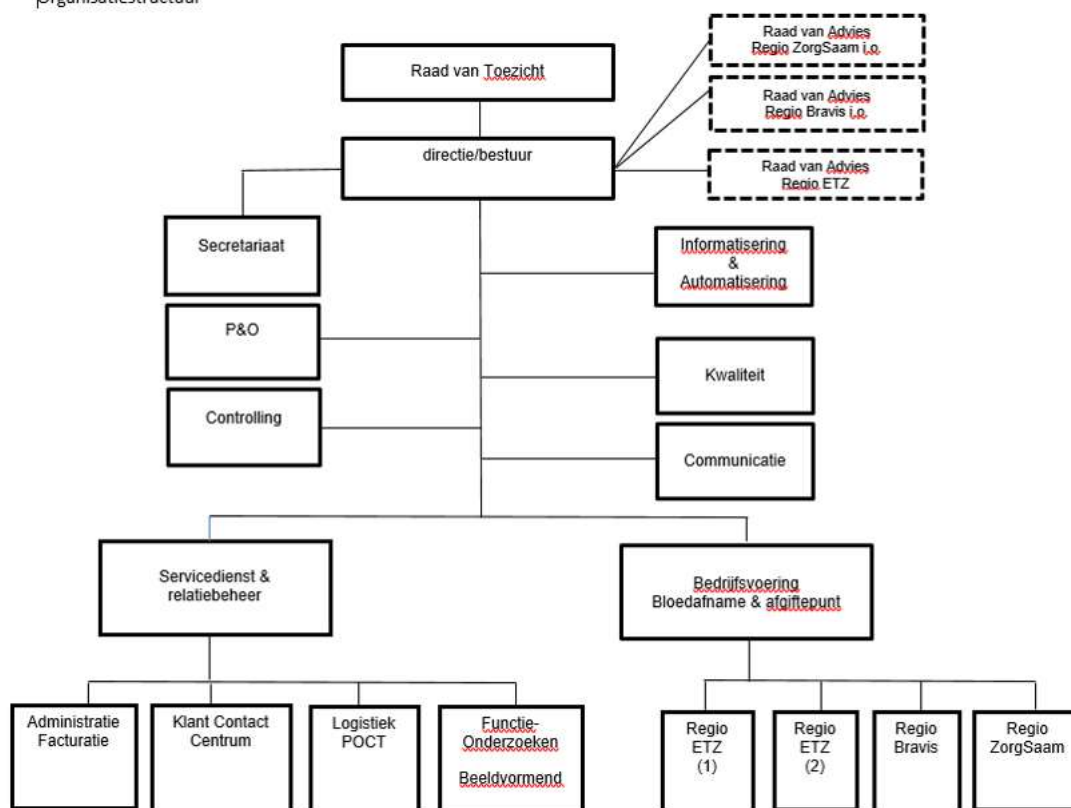 Organisatiestructuur
Raad van Toezicht
Raad van Advies
Regio ZorgSaam i.o.
Raad van Advies
Regio Bravis i.o.
directie/bestuur
Raad van Advies
Regio ETZ
Secretariaat
Informatisering
&
Automatisering
P&O
Kwaliteit
Controlling
Communicatie
Servicedienst &
relatiebeheer
Bedrijfsvoering
Bloedafname & afgiftepunt
Administratie
Facturatie
Klant Contact
Centrum
Logistiek
POCT
Functie-
Onderzoeken
Beeldvormend
Regio
ETZ
(1)
Regio
ETZ
(2)
Regio
Bravis
Regio
ZorgSaam